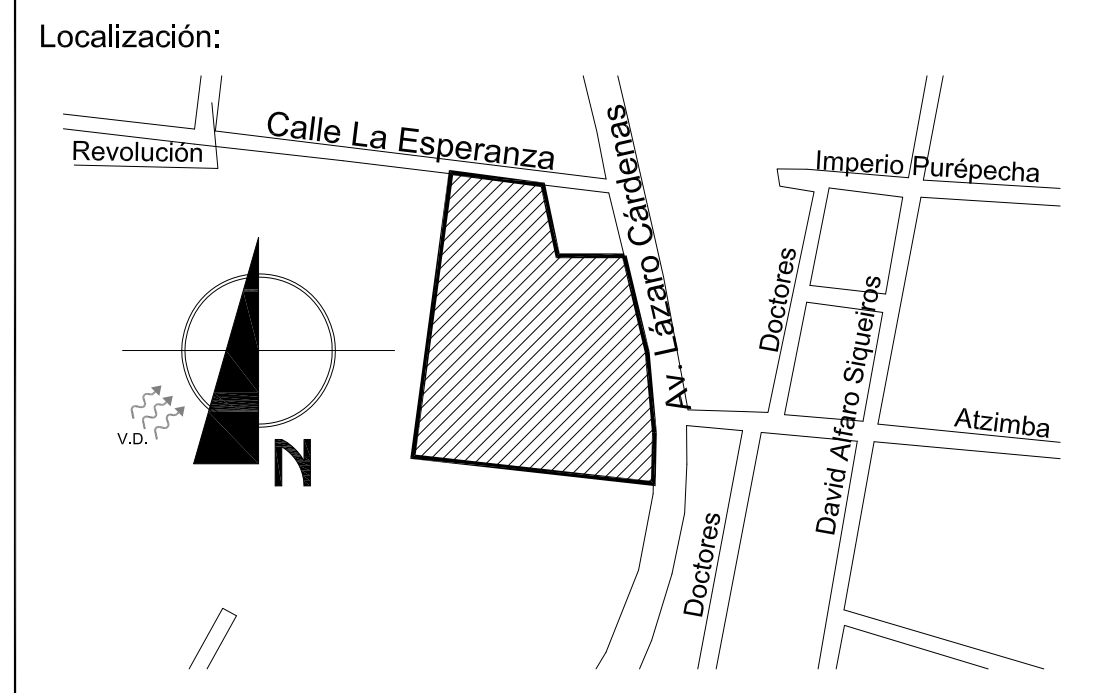 Localización:
Calle La Esperanza
Revolución
Av. Lázaro Cárdenas
Imperio Purépecha
Doctores
David Alfaro Siqueiros
Atzimba
V.D.
N
Doctores